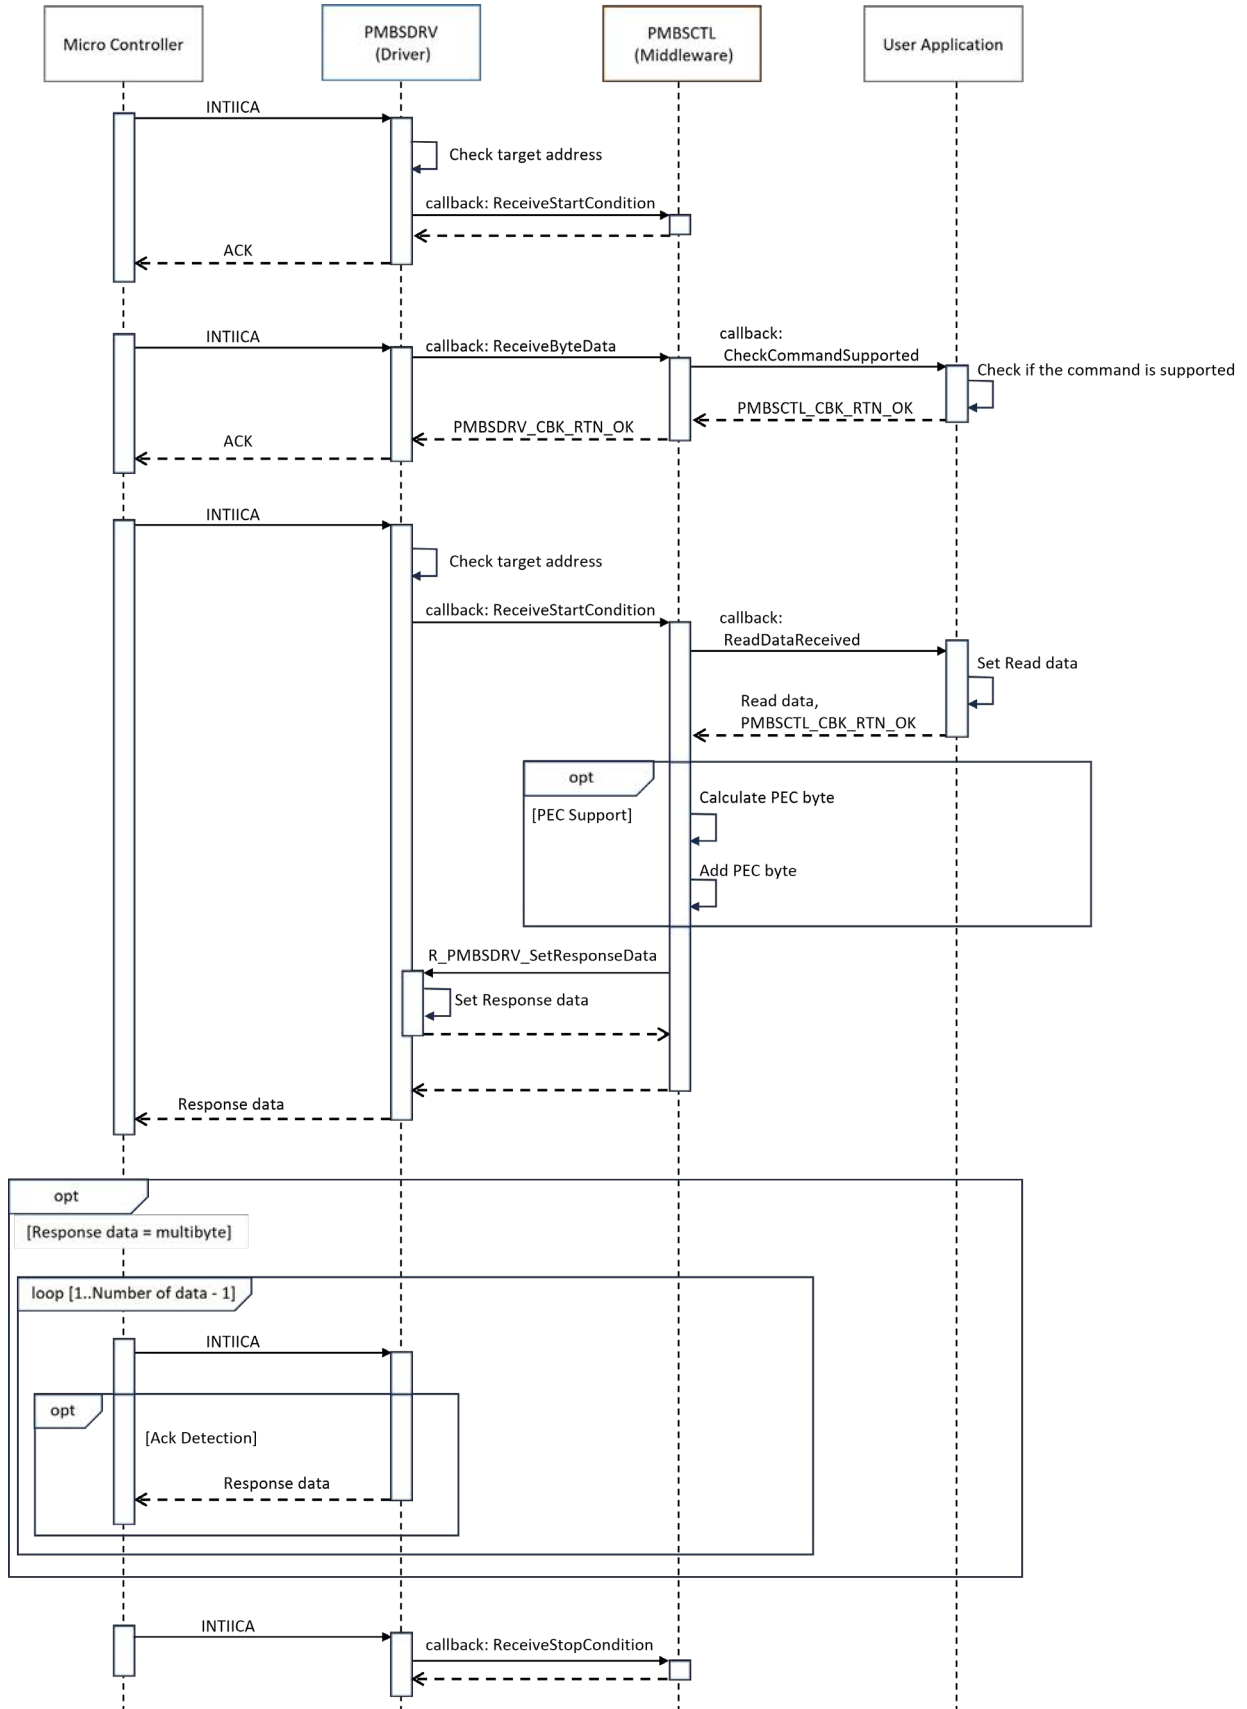 Micro Controller
PMBSDRV
(Driver)
PMBSCTL
(Middleware)
User Application
INTIICA
Check target address
callback: ReceiveStartCondition
ACK
INTIICA
callback: ReceiveByteData
callback:
CheckCommandSupported
Check if the command is supported
PMBSCTL_CBK_RTN_OK
PMBSDRV_CBK_RTN_OK
ACK
INTIICA
Check target address
callback: ReceiveStartCondition
callback:
ReadDataReceived
Set Read data
Read data,
PMBSCTL_CBK_RTN_OK
opt
[PEC Support]
Calculate PEC byte
Add PEC byte
R_PMBSDRV_SetResponseData
Set Response data
Response data
opt
[Response data = multibyte]
loop [1..Number of data - 1]
INTIICA
opt
[Ack Detection]
Response data
INTIICA
callback: ReceiveStopCondition